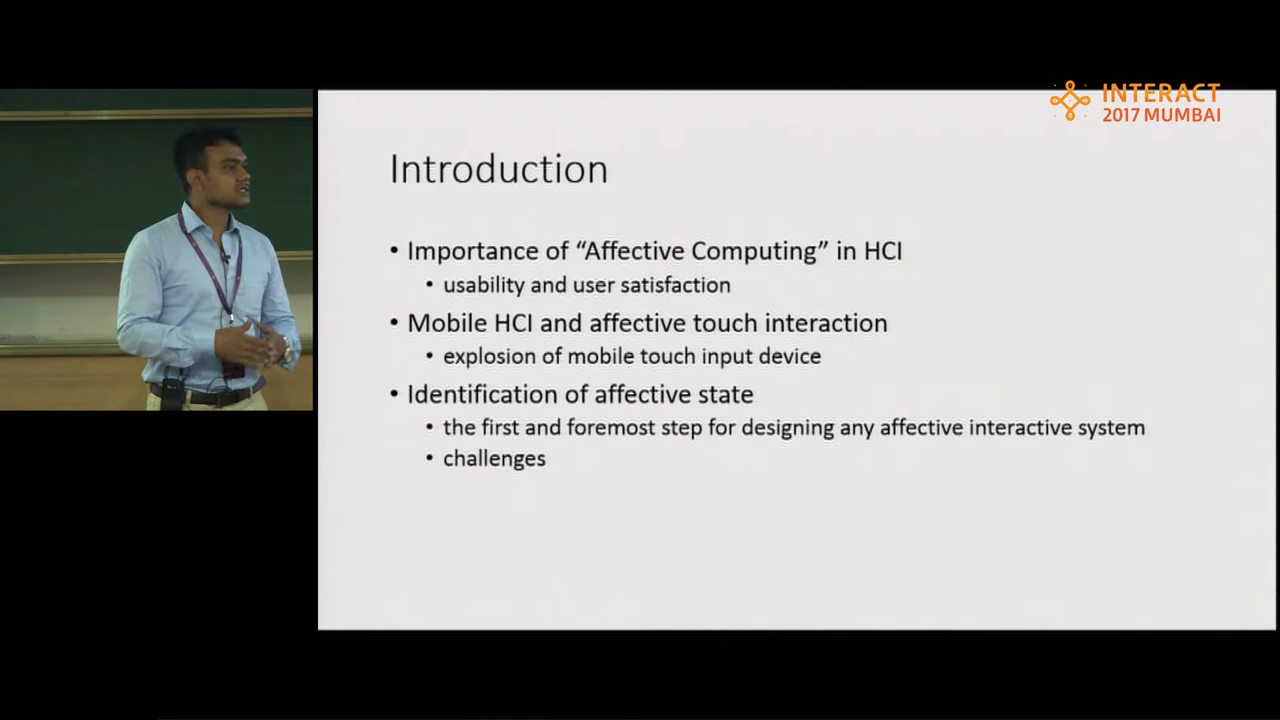 INTERACT
2017 MUMBAI
Introduction
• Importance of “Affective Computing” in HCI
• usability and user satisfaction
• Mobile HCI and affective touch interaction
• explosion of mobile touch input device
• Identification of affective state
• the first and foremost step for designing any affective interactive system
• challenges